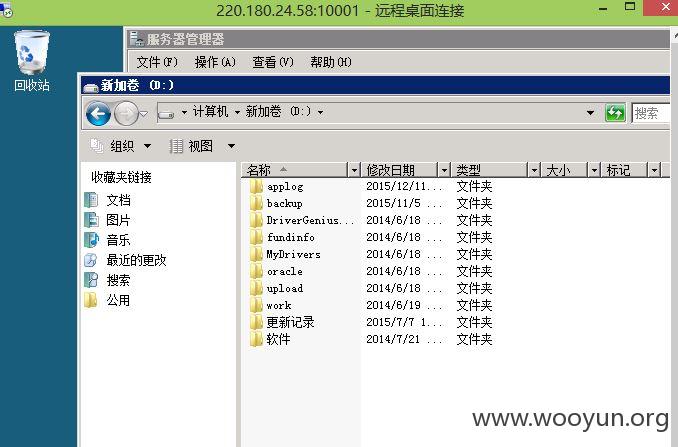 220.180.24.58:10001 - 远程桌面连接
服务器管理器
回收站
文件(F) 操作(A) 查看(V) 帮助(H)
新加卷 (D:)
计算机 新加卷 (D:) 搜索
组织 视图
收藏夹链接
文档
图片
音乐
最近的更改
搜索
公用
名称 修改日期 类型 大小 标记
applog 2015/12/11... 文件夹
backup 2015/11/5 ... 文件夹
DriverGenius... 2014/6/18 ... 文件夹
fundinfo 2014/6/18 ... 文件夹
MyDrivers 2014/6/18 ... 文件夹
oracle 2014/6/18 ... 文件夹
upload 2014/6/18 ... 文件夹
work 2014/6/19 ... 文件夹
更新记录 2015/7/7 1... 文件夹
软件 2014/7/21 ... 文件夹
www.wooyun.org